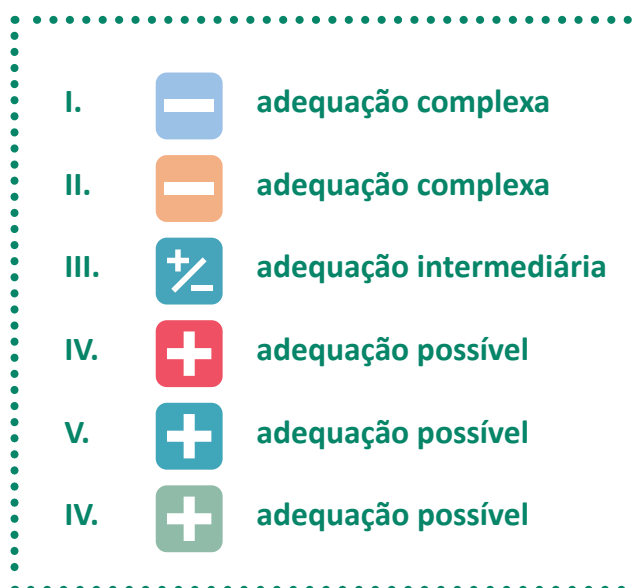 I. adequação complexa
II. adequação complexa
III. adequação intermediária
IV. adequação possível
V. adequação possível
IV. adequação possível